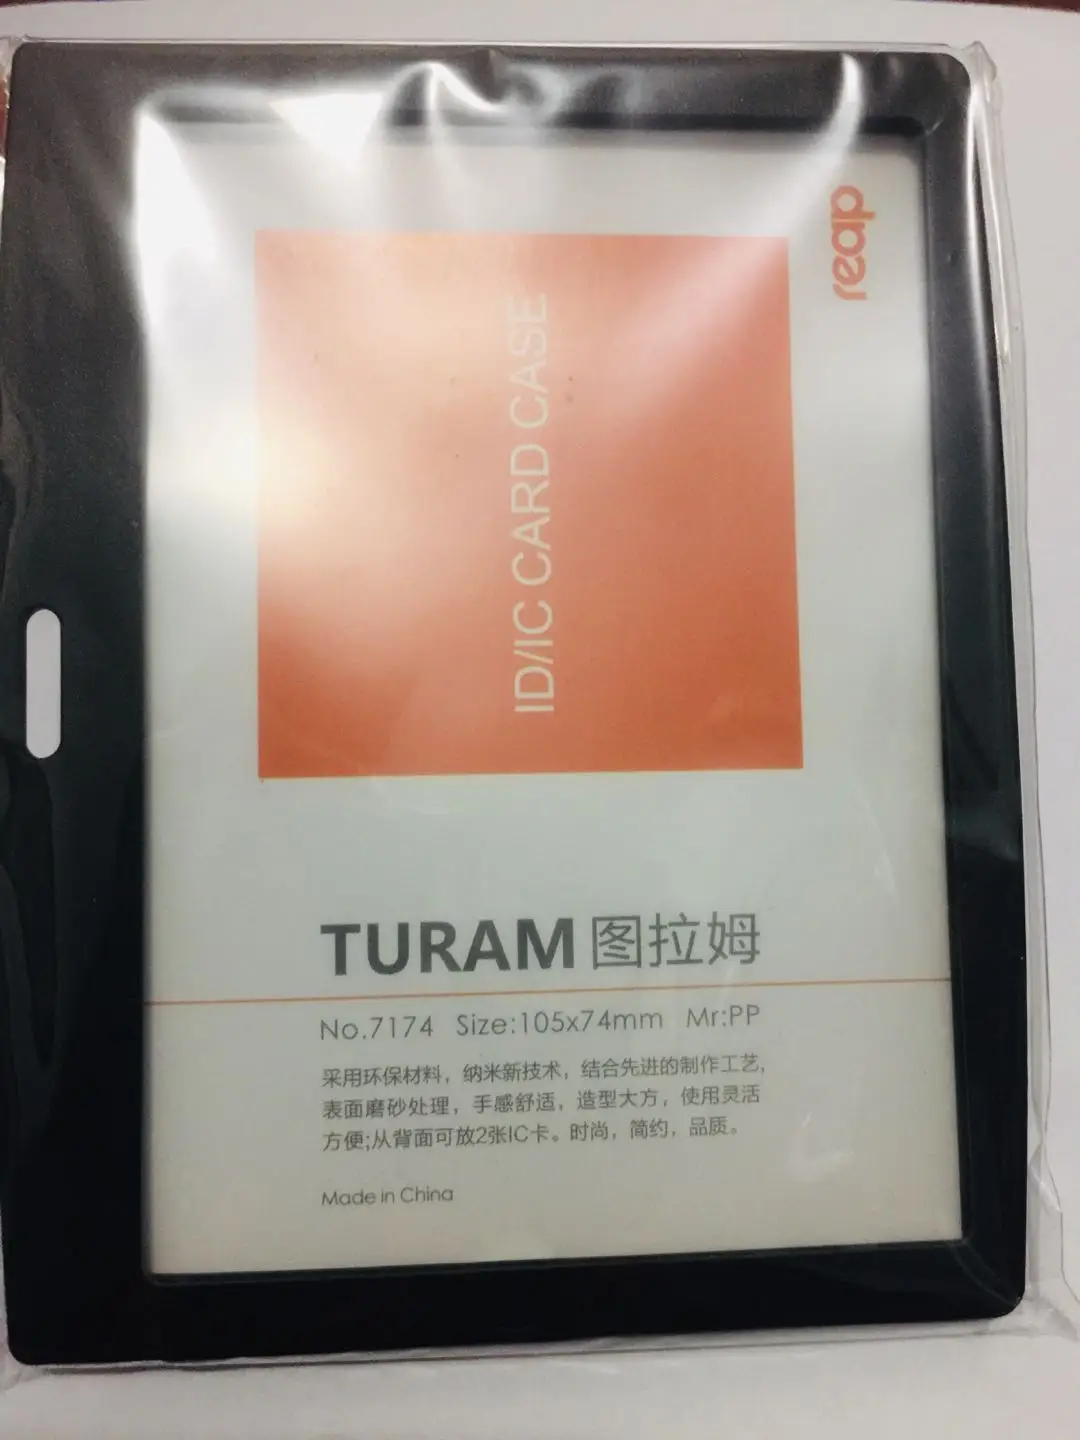 reap
ID/IC CARD CASE
TURAM 图拉姆
No.7174 Size:105x74mm Mr:PP
采用环保材料，纳米新技术，结合先进的制作工艺，
表面磨砂处理，手感舒适，造型大方，使用灵活
方便;从背面可放2张IC卡。时尚，简约，品质。
Made in China